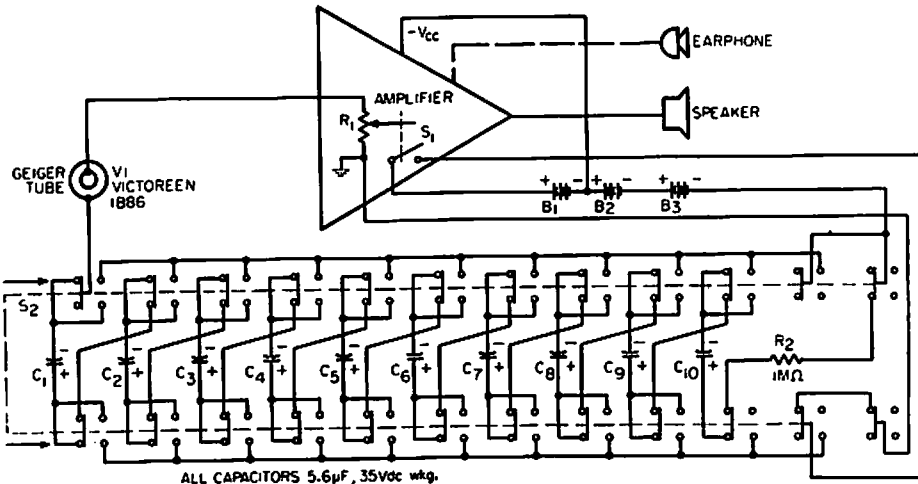 -Vcc
EARPHONE
AMPLIFIER
R1
S1
SPEAKER
GEIGER
TUBE
V1
VICTOREEN
1B86
+ - + - + -
B1 B2 B3
S2
- - - - - - - - - -
C1 + C2 + C3 + C4 + C5 + C6 + C7 + C8 + C9 + C10 +
R2
1MΩ
ALL CAPACITORS 5.6μF, 35Vdc wkg.